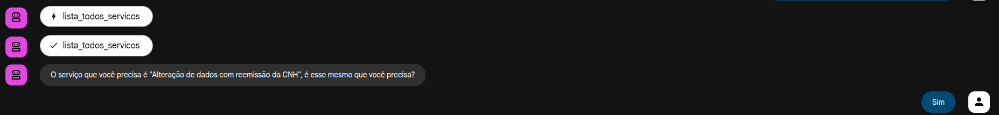 lista_todos_servicos
lista_todos_servicos
O serviço que você precisa é "Alteração de dados com reemissão da CNH", é esse mesmo que você precisa?
Sim